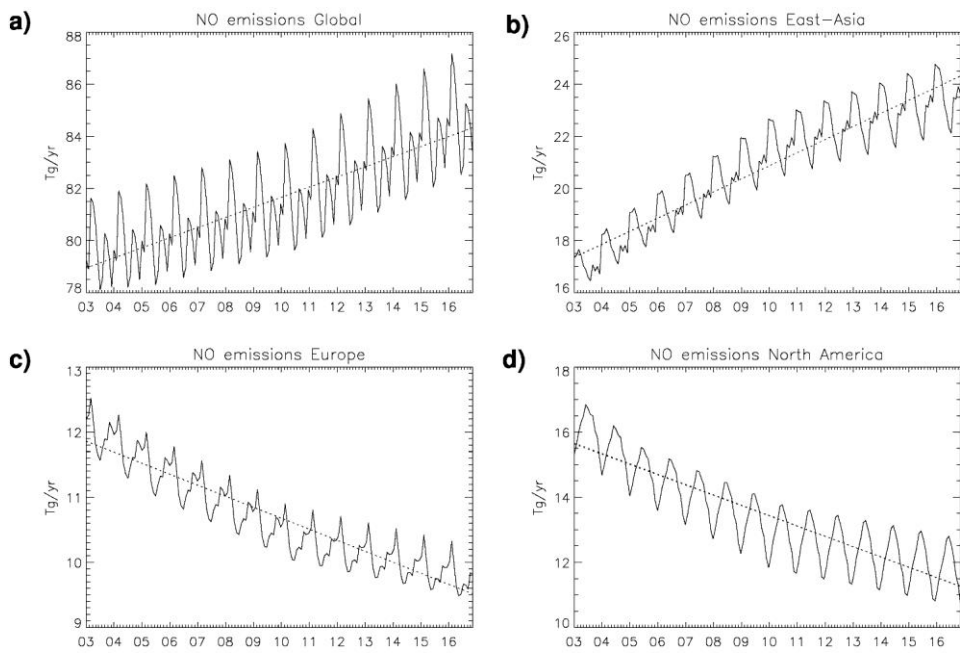 a)
NO emissions Global
Tg/yr
88
86
84
82
80
78
03 04 05 06 07 08 09 10 11 12 13 14 15 16
b)
NO emissions East-Asia
Tg/yr
26
24
22
20
18
16
03 04 05 06 07 08 09 10 11 12 13 14 15 16
c)
NO emissions Europe
Tg/yr
13
12
11
10
9
03 04 05 06 07 08 09 10 11 12 13 14 15 16
d)
NO emissions North America
Tg/yr
18
16
14
12
10
03 04 05 06 07 08 09 10 11 12 13 14 15 16